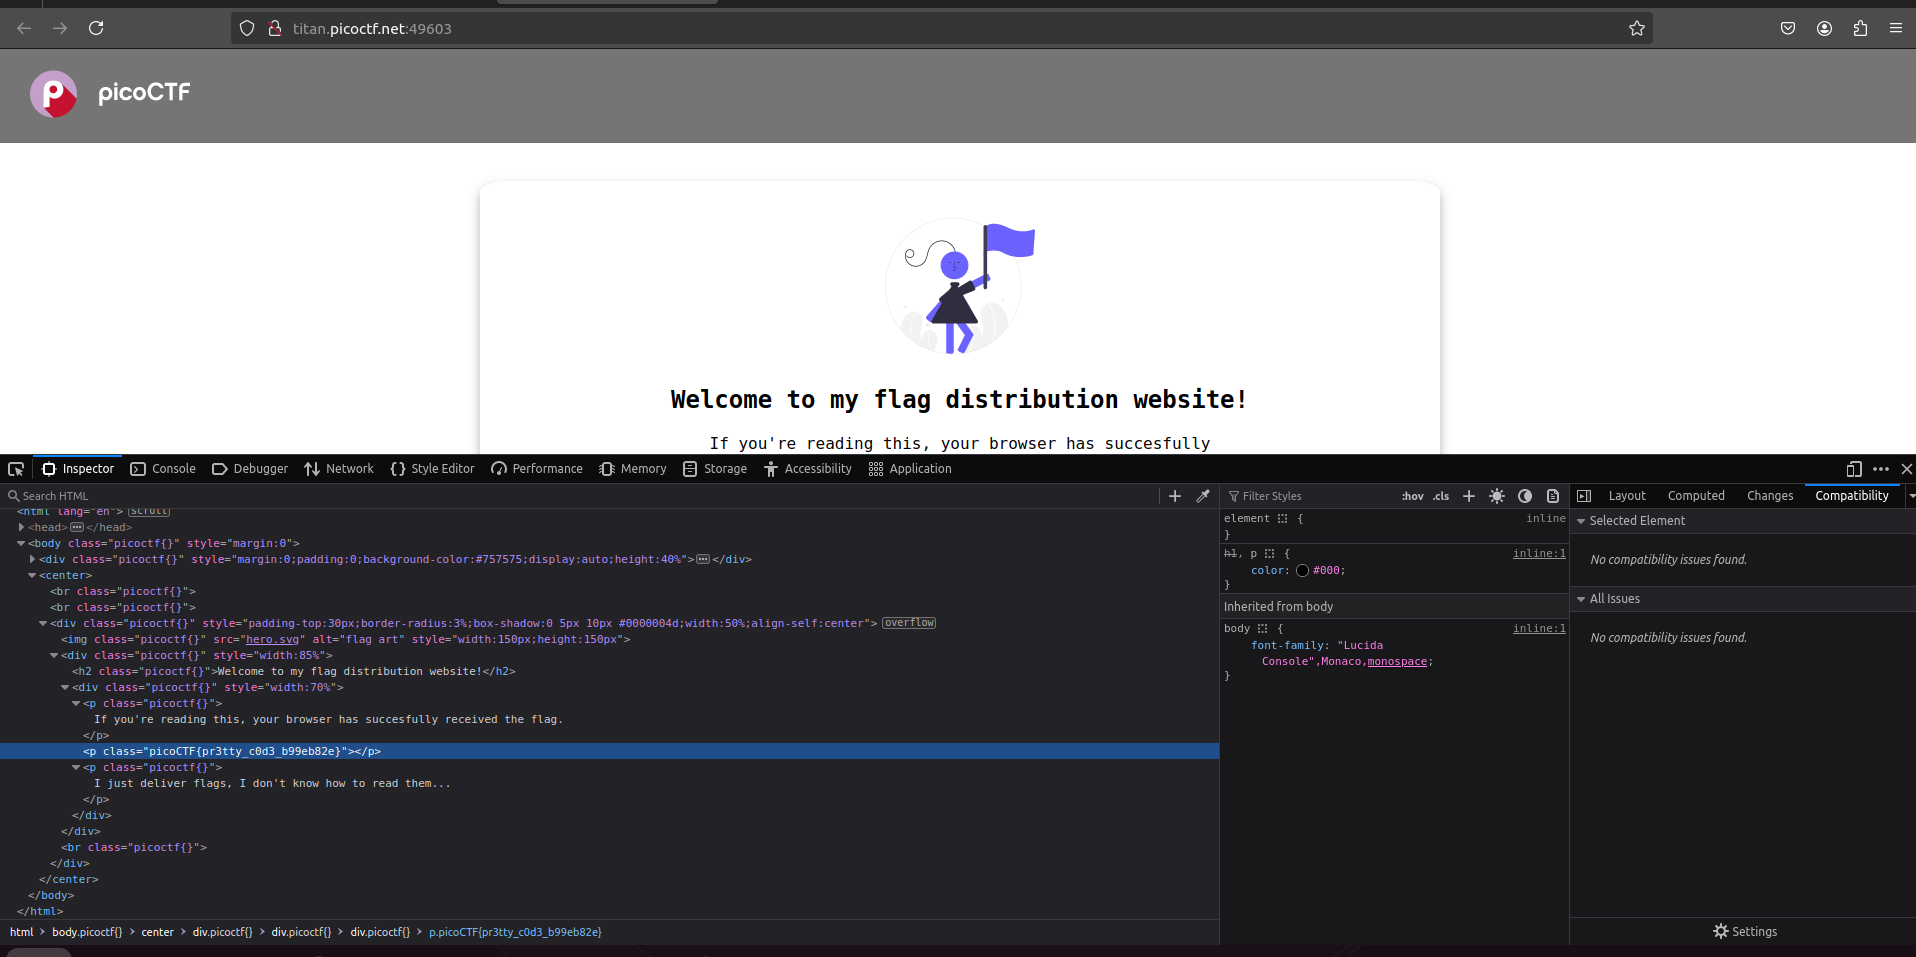 titan.picoctf.net:49603
picoCTF
Welcome to my flag distribution website!
If you're reading this, your browser has succesfully
Inspector Console Debugger Network Style Editor Performance Memory Storage Accessibility Application
Search HTML
<html lang="en"> scroll
<head> </head>
<body class="picoctf{}" style="margin:0">
<div class="picoctf{}" style="margin:0;padding:0;background-color:#757575;display:auto;height:40%"> </div>
<center>
<br class="picoctf{}">
<br class="picoctf{}">
<div class="picoctf{}" style="padding-top:30px;border-radius:3%;box-shadow:0 5px 10px #0000004d;width:50%;align-self:center"> overflow
<img class="picoctf{}" src="hero.svg" alt="flag art" style="width:150px;height:150px">
<div class="picoctf{}" style="width:85%">
<h2 class="picoctf{}">Welcome to my flag distribution website!</h2>
<div class="picoctf{}" style="width:70%">
<p class="picoctf{}">
If you're reading this, your browser has succesfully received the flag.
</p>
<p class="picoCTF{pr3tty_c0d3_b99eb82e}"></p>
<p class="picoctf{}">
I just deliver flags, I don't know how to read them...
</p>
</div>
</div>
<br class="picoctf{}">
</div>
</center>
</body>
</html>
html > body.picoctf{} > center > div.picoctf{} > div.picoctf{} > div.picoctf{} > p.picoCTF{pr3tty_c0d3_b99eb82e}
Filter Styles :hov .cls
element { inline
}
h1, p { inline:1
color: #000;
}
Inherited from body
body { inline:1
font-family: "Lucida
Console",Monaco,monospace;
}
Layout Computed Changes Compatibility
Selected Element
No compatibility issues found.
All Issues
No compatibility issues found.
Settings